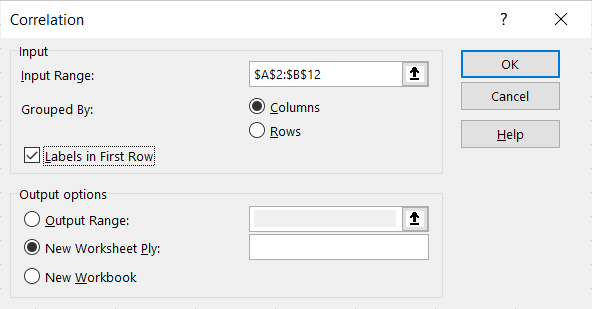 Correlation
?
Input
Input Range:
$A$2:$B$12
OK
Grouped By:
Columns
Cancel
Rows
Help
Labels in First Row
Output options
Output Range:
New Worksheet Ply:
New Workbook